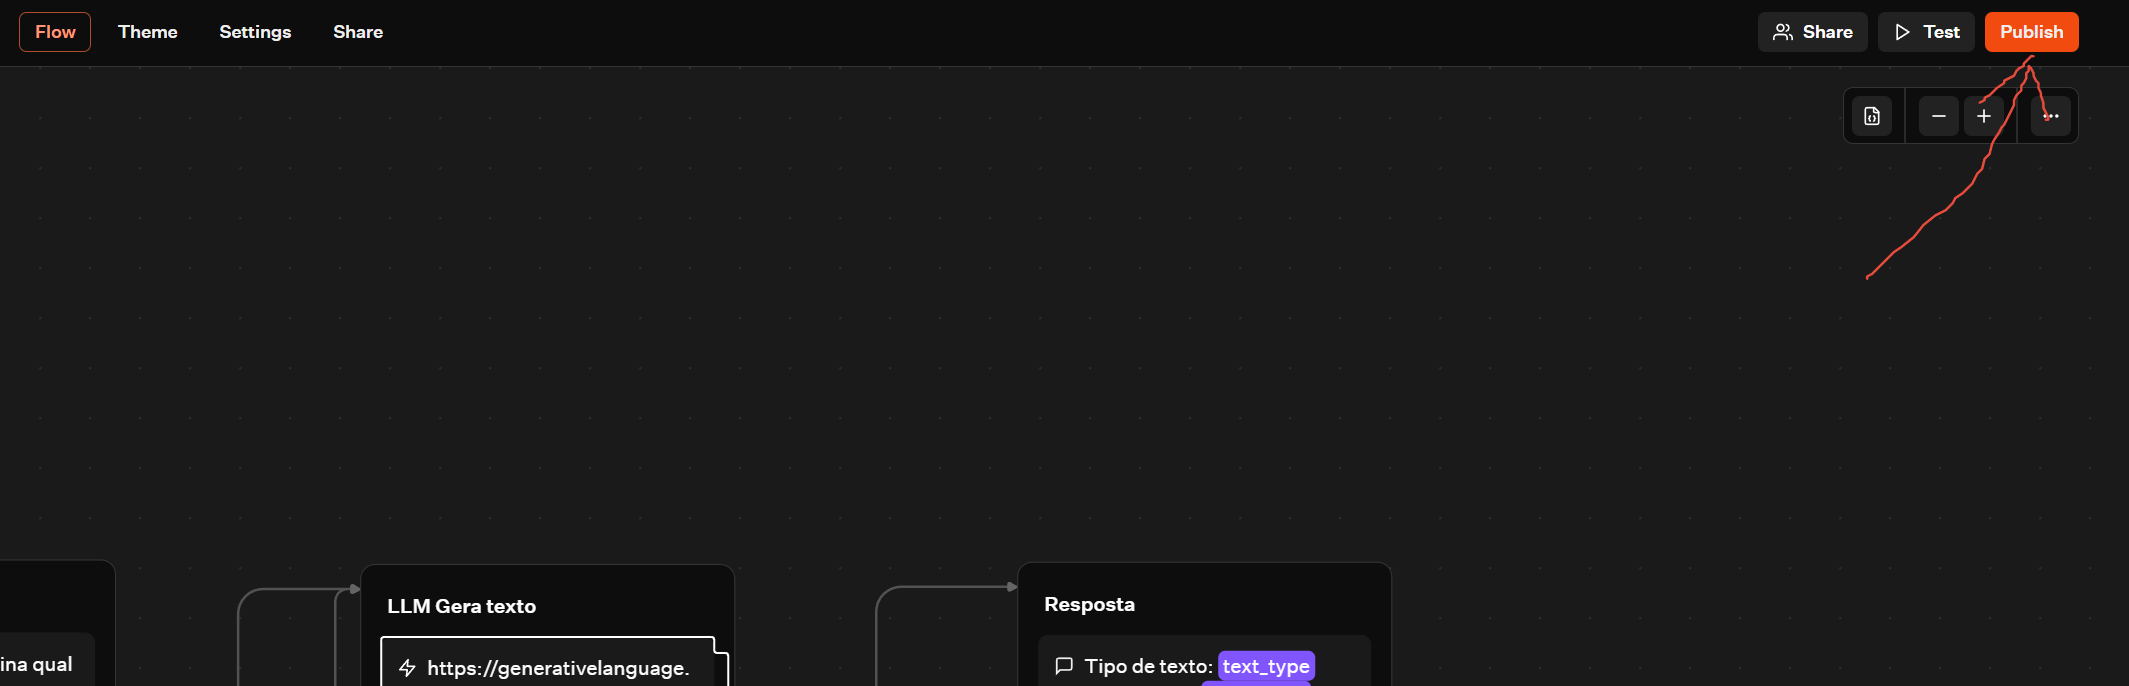 Flow Theme Settings Share Share Test Publish
LLM Gera texto
Resposta
ina qual
https://generativelanguage.
Tipo de texto: text_type